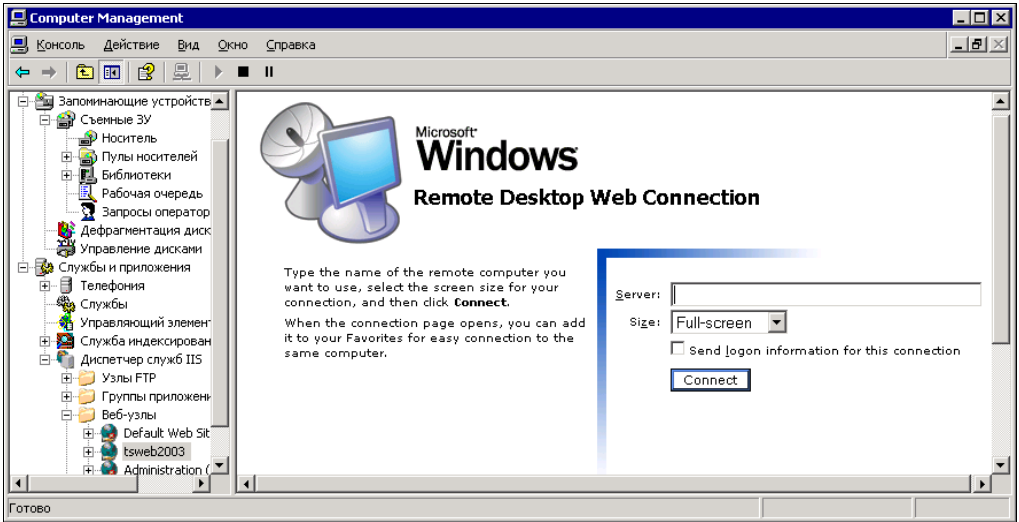 Computer Management
Консоль Действие Вид Окно Справка
Запоминающие устройств
Съемные ЗУ
Носитель
Пулы носителей
Библиотеки
Рабочая очередь
Запросы оператор
Дефрагментация диск
Управление дисками
Службы и приложения
Телефония
Службы
Управляющий элемент
Служба индексирован
Диспетчер служб IIS
Узлы FTP
Группы приложени
Веб-узлы
Default Web Sit
tsweb2003
Administration (
Microsoft
Windows
Remote Desktop Web Connection
Type the name of the remote computer you
want to use, select the screen size for your
connection, and then click Connect.
When the connection page opens, you can add
it to your Favorites for easy connection to the
same computer.
Server:
Size: Full-screen
Send logon information for this connection
Connect
Готово